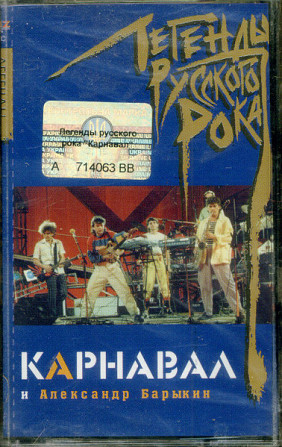 ЛЕГЕНДЫ
РУССКОГО
РОКА
Легенды русского
рока "Карнавал"
А 714063 ВВ
КАРНАВАЛ
и Александр Барыкин